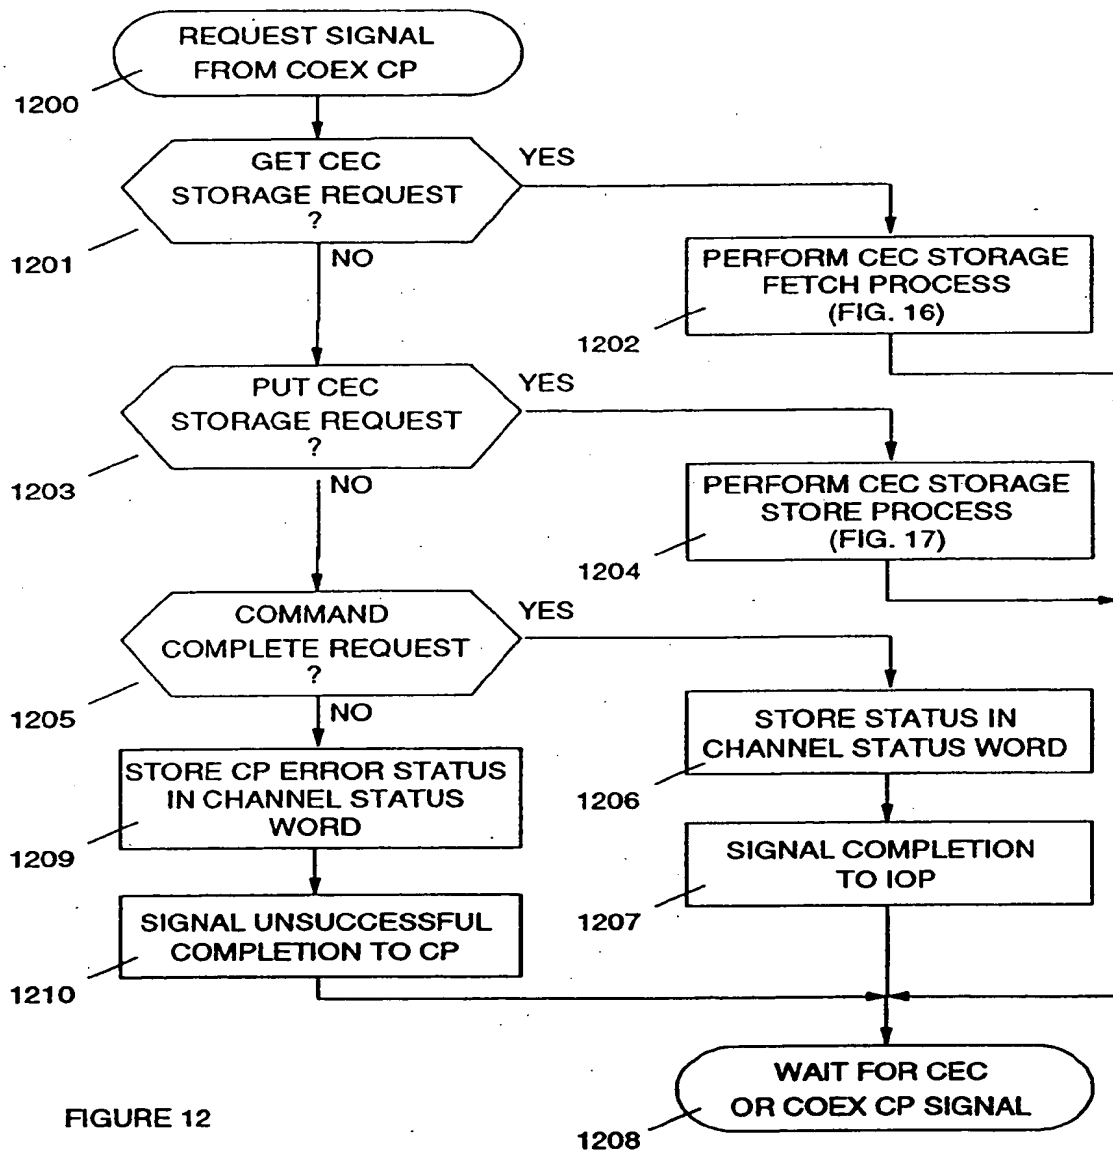 REQUEST SIGNAL
FROM COEX CP
1200
GET CEC
STORAGE REQUEST
?
1201
YES
NO
PERFORM CEC STORAGE
FETCH PROCESS
(FIG. 16)
1202
PUT CEC
STORAGE REQUEST
?
1203
YES
NO
PERFORM CEC STORAGE
STORE PROCESS
(FIG. 17)
1204
COMMAND
COMPLETE REQUEST
?
1205
YES
NO
STORE STATUS IN
CHANNEL STATUS WORD
1206
STORE CP ERROR STATUS
IN CHANNEL STATUS
WORD
1209
SIGNAL COMPLETION
TO IOP
1207
SIGNAL UNSUCCESSFUL
COMPLETION TO CP
1210
WAIT FOR CEC
OR COEX CP SIGNAL
1208
FIGURE 12